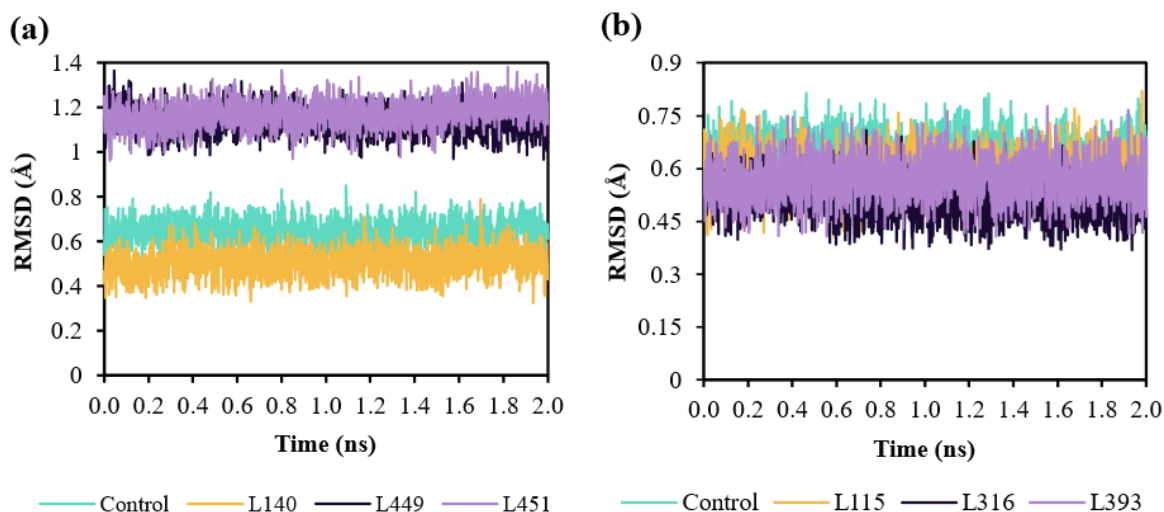 (a)
RMSD (Å)
1.4
1.2
1
0.8
0.6
0.4
0.2
0
0.0 0.2 0.4 0.6 0.8 1.0 1.2 1.4 1.6 1.8 2.0
Time (ns)
Control L140 L449 L451
(b)
RMSD (Å)
0.9
0.75
0.6
0.45
0.3
0.15
0
0.0 0.2 0.4 0.6 0.8 1.0 1.2 1.4 1.6 1.8 2.0
Time (ns)
Control L115 L316 L393